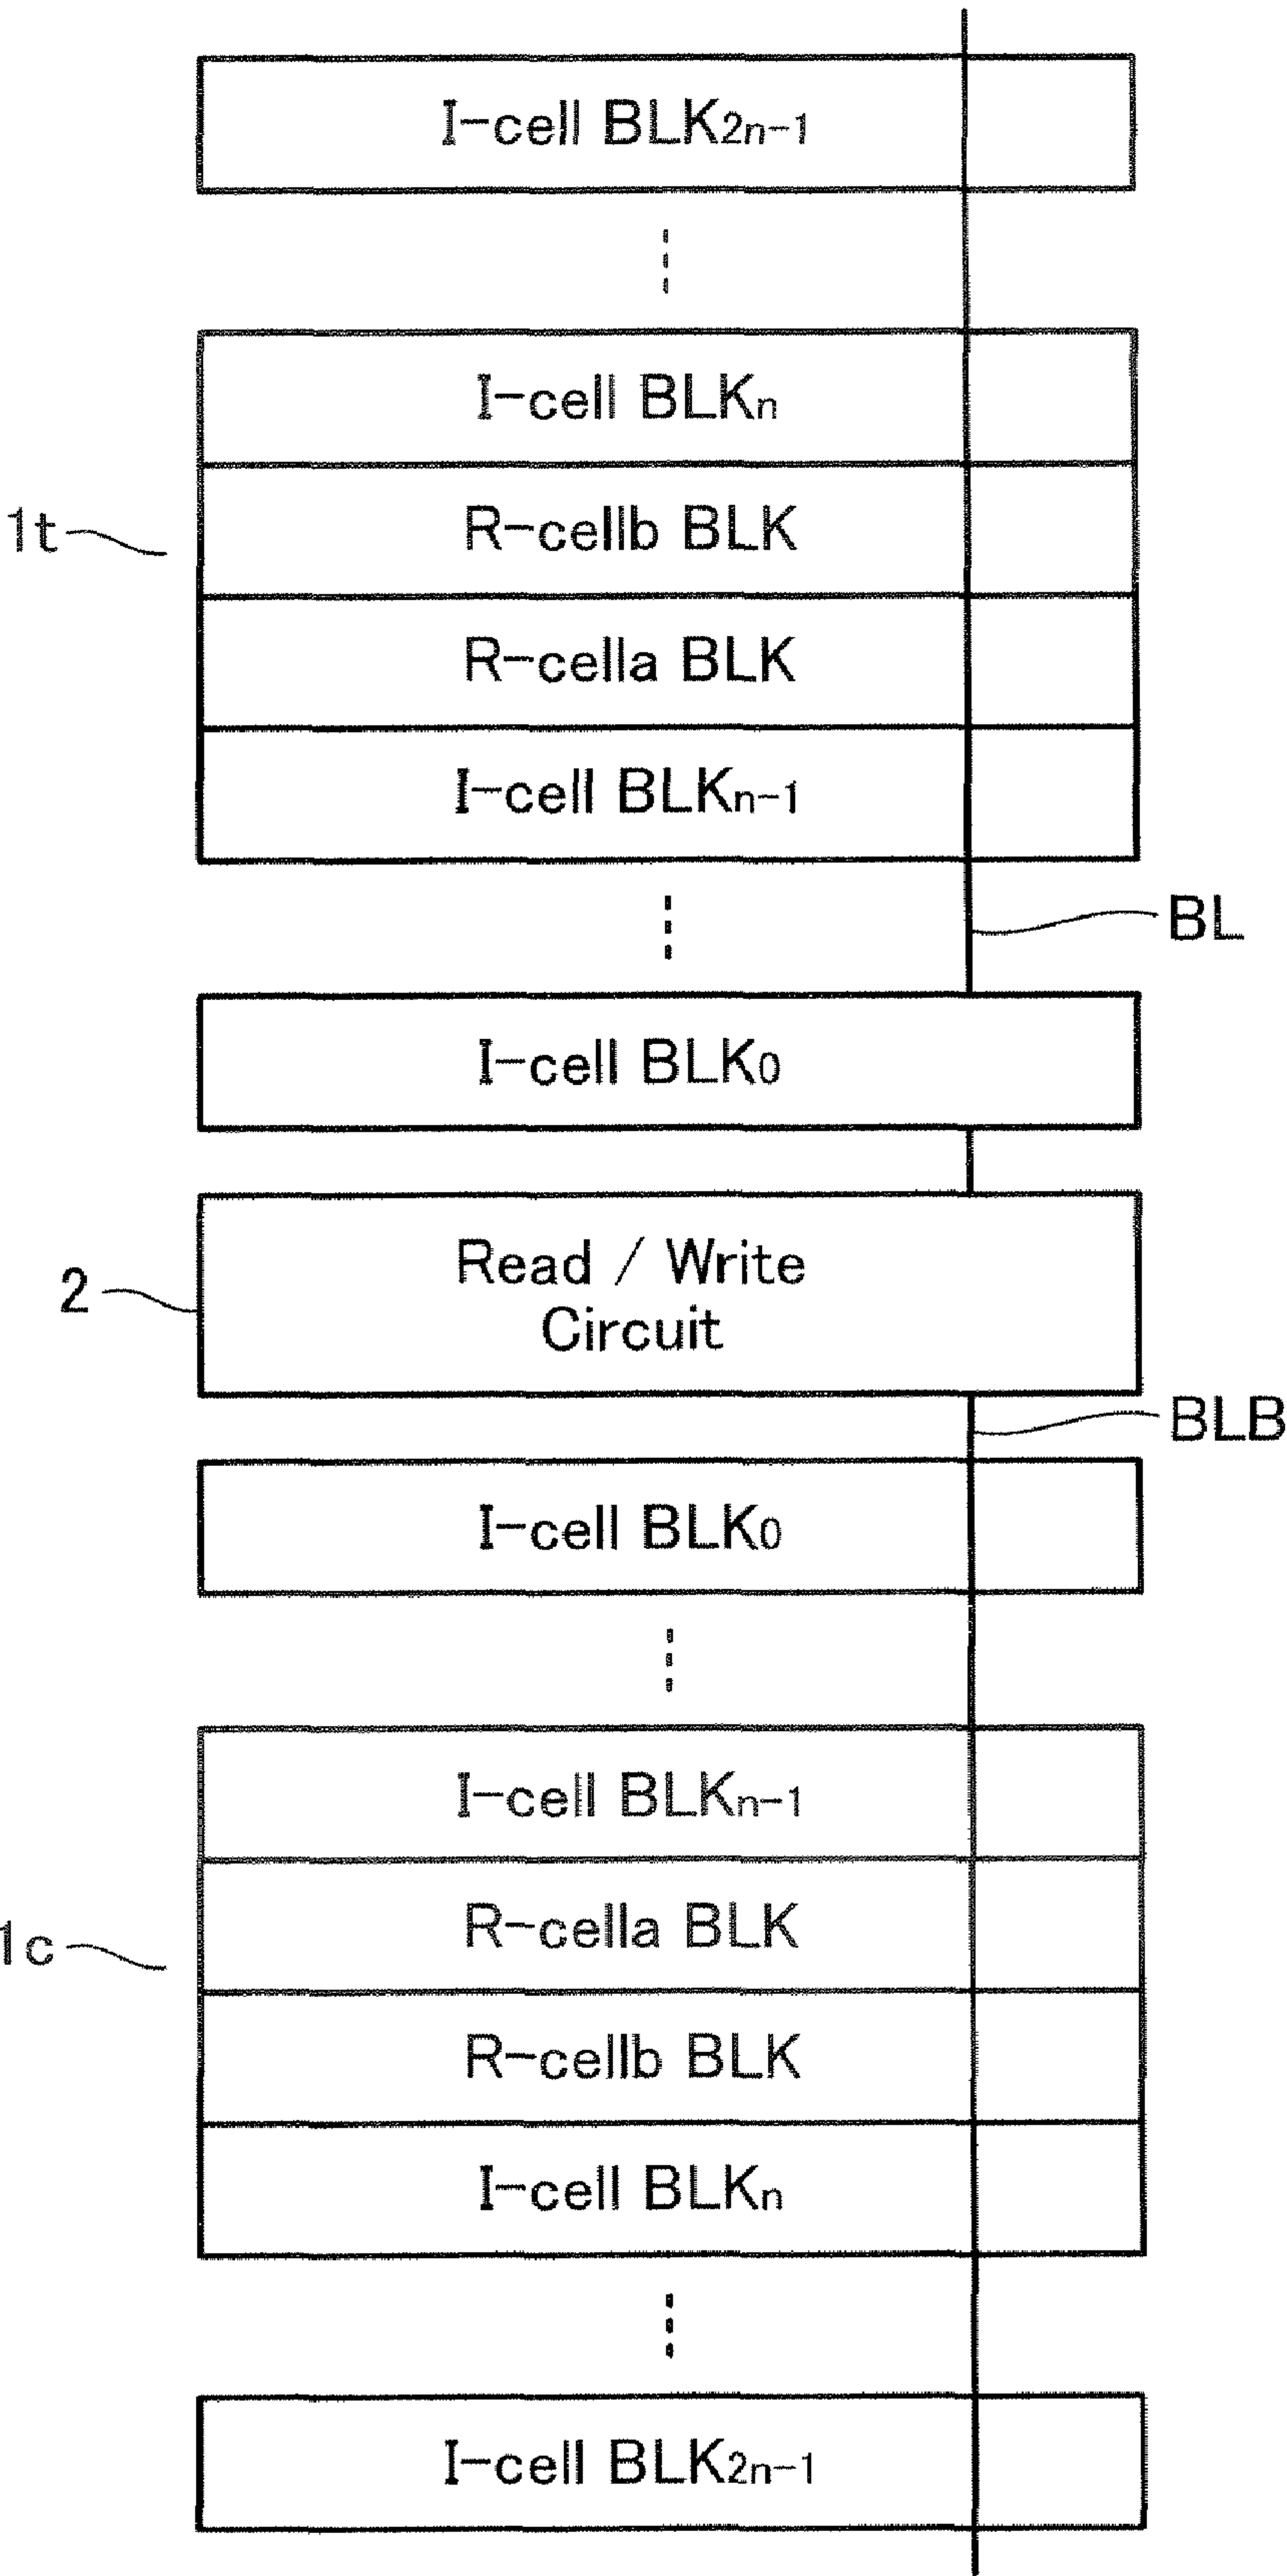 I-cell BLK2n-1
I-cell BLKn
1t
R-cellb BLK
R-cella BLK
I-cell BLKn-1
BL
I-cell BLK0
2
Read / Write
Circuit
BLB
I-cell BLK0
I-cell BLKn-1
1c
R-cella BLK
R-cellb BLK
I-cell BLKn
I-cell BLK2n-1